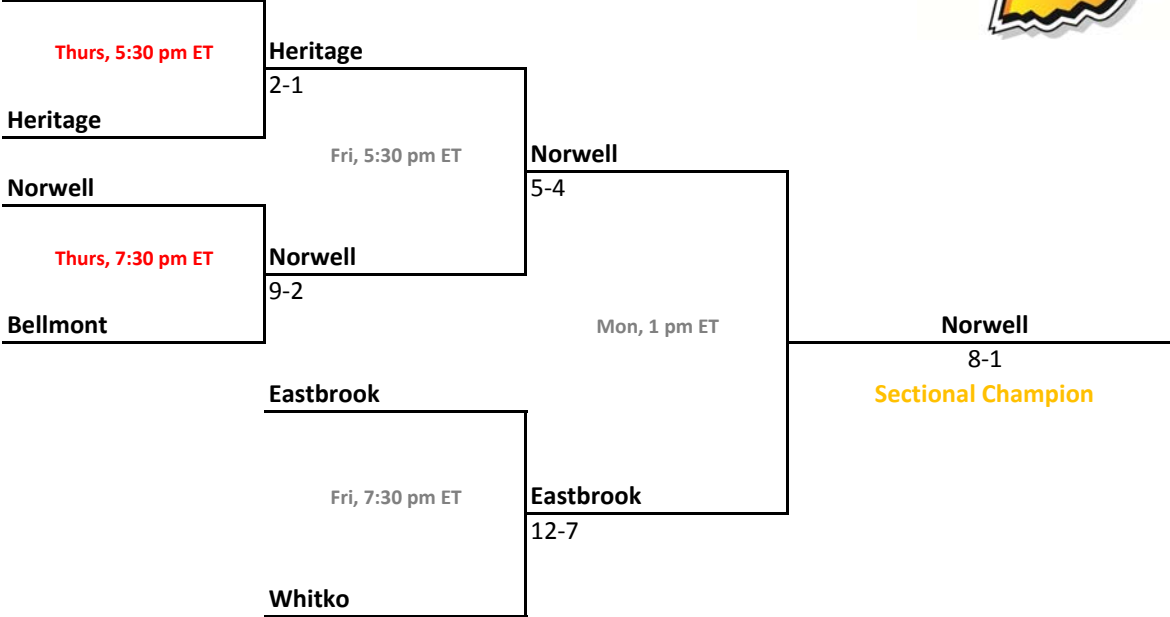 Thurs, 5:30 pm ET
Heritage
2-1
Heritage
Fri, 5:30 pm ET
Norwell
5-4
Norwell
Thurs, 7:30 pm ET
Norwell
9-2
Bellmont
Mon, 1 pm ET
Norwell
8-1
Sectional Champion
Eastbrook
Fri, 7:30 pm ET
Eastbrook
12-7
Whitko